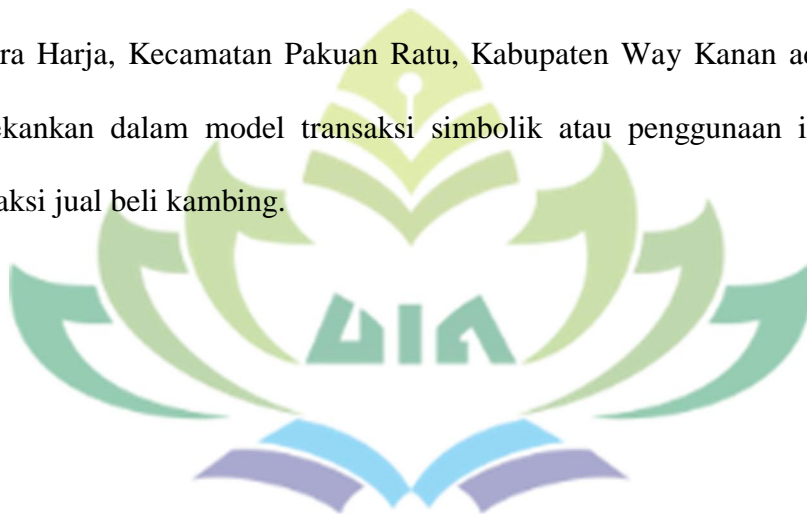 ra Harja, Kecamatan Pakuan Ratu, Kabupaten Way Kanan ad
ekankan dalam model transaksi simbolik atau penggunaan i
aksi jual beli kambing.
UIN